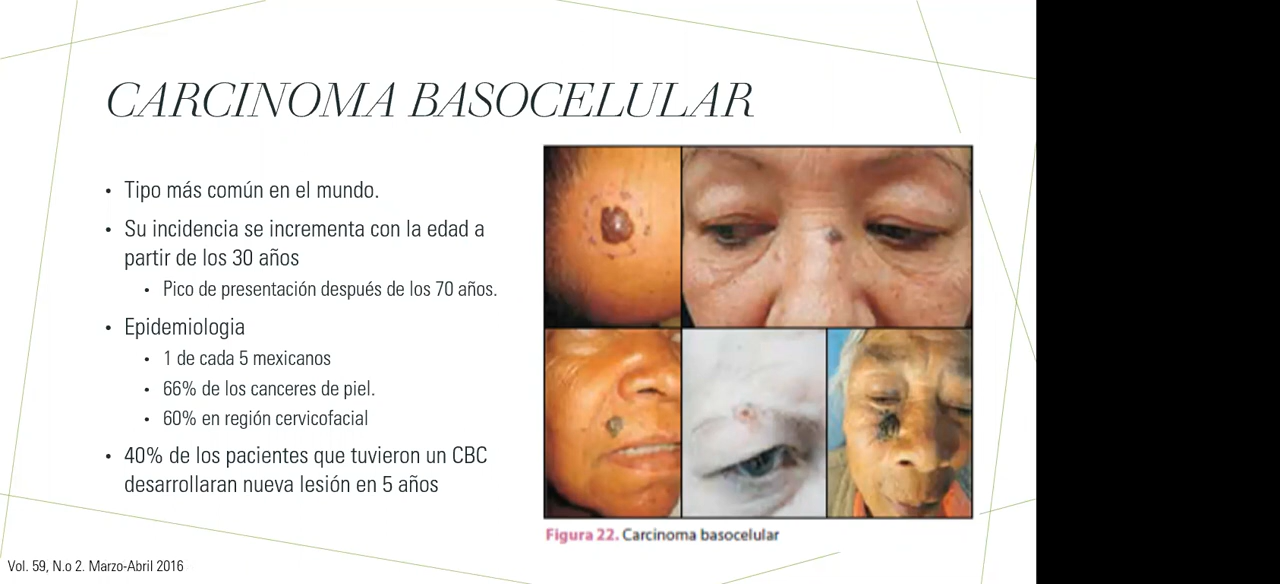 CARCINOMA BASOCELULAR
• Tipo más común en el mundo.
• Su incidencia se incrementa con la edad a
partir de los 30 años
• Pico de presentación después de los 70 años.
• Epidemiologia
• 1 de cada 5 mexicanos
• 66% de los canceres de piel.
• 60% en región cervicofacial
• 40% de los pacientes que tuvieron un CBC
desarrollaran nueva lesión en 5 años
Figura 22. Carcinoma basocelular
Vol. 59, N.o 2. Marzo-Abril 2016